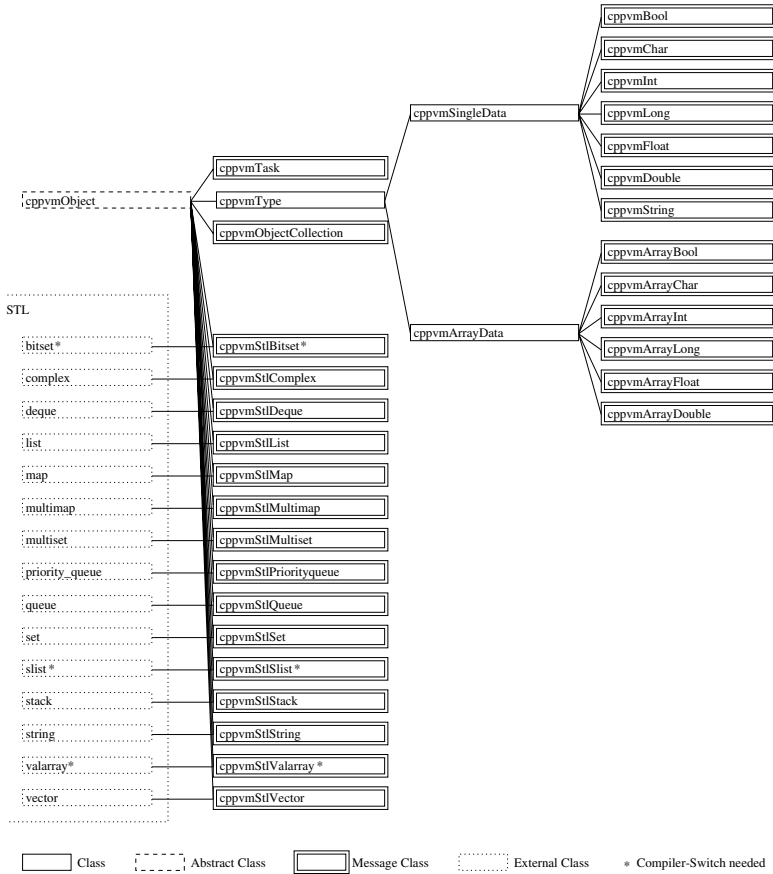 cppvmBool
cppvmChar
cppvmInt
cppvmLong
cppvmFloat
cppvmDouble
cppvmString
cppvmSingleData
cppvmTask
cppvmObject
cppvmType
cppvmObjectCollection
cppvmArrayBool
cppvmArrayChar
cppvmArrayInt
cppvmArrayLong
cppvmArrayFloat
cppvmArrayDouble
cppvmArrayData
STL
bitset* cppvmStlBitset*
complex cppvmStlComplex
deque cppvmStlDeque
list cppvmStlList
map cppvmStlMap
multimap cppvmStlMultimap
multiset cppvmStlMultiset
priority_queue cppvmStlPriorityqueue
queue cppvmStlQueue
set cppvmStlSet
slist* cppvmStlSlist*
stack cppvmStlStack
string cppvmStlString
valarray* cppvmStlValarray*
vector cppvmStlVector
Class Abstract Class Message Class External Class * Compiler-Switch needed